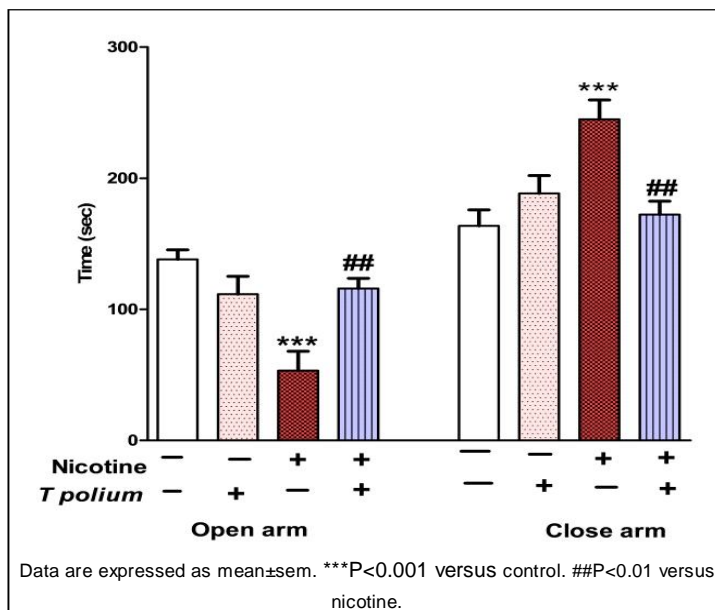 300
200
100
0
Time (sec)
***
##
***
##
Nicotine – – + + – – + +
T polium – + – + – + – +
Open arm Close arm
Data are expressed as mean±sem. ***P<0.001 versus control. ##P<0.01 versus
nicotine.